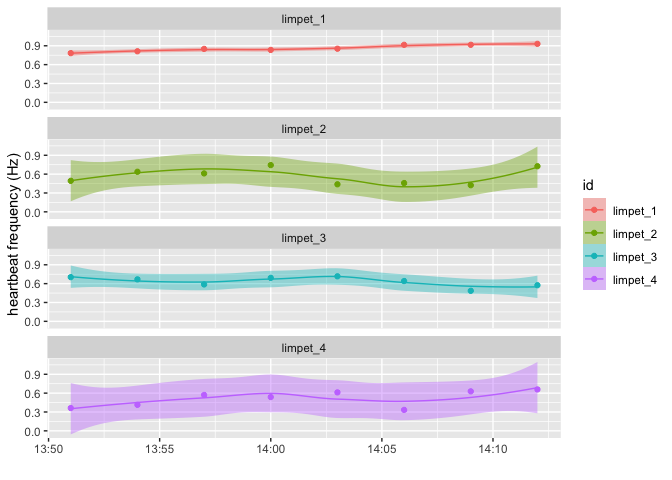 limpet_1
0.9
0.6
0.3
0.0
limpet_2
0.9
0.6
0.3
0.0
limpet_3
0.9
0.6
0.3
0.0
limpet_4
0.9
0.6
0.3
0.0
13:50 13:55 14:00 14:05 14:10
heartbeat frequency (Hz)
id
limpet_1
limpet_2
limpet_3
limpet_4